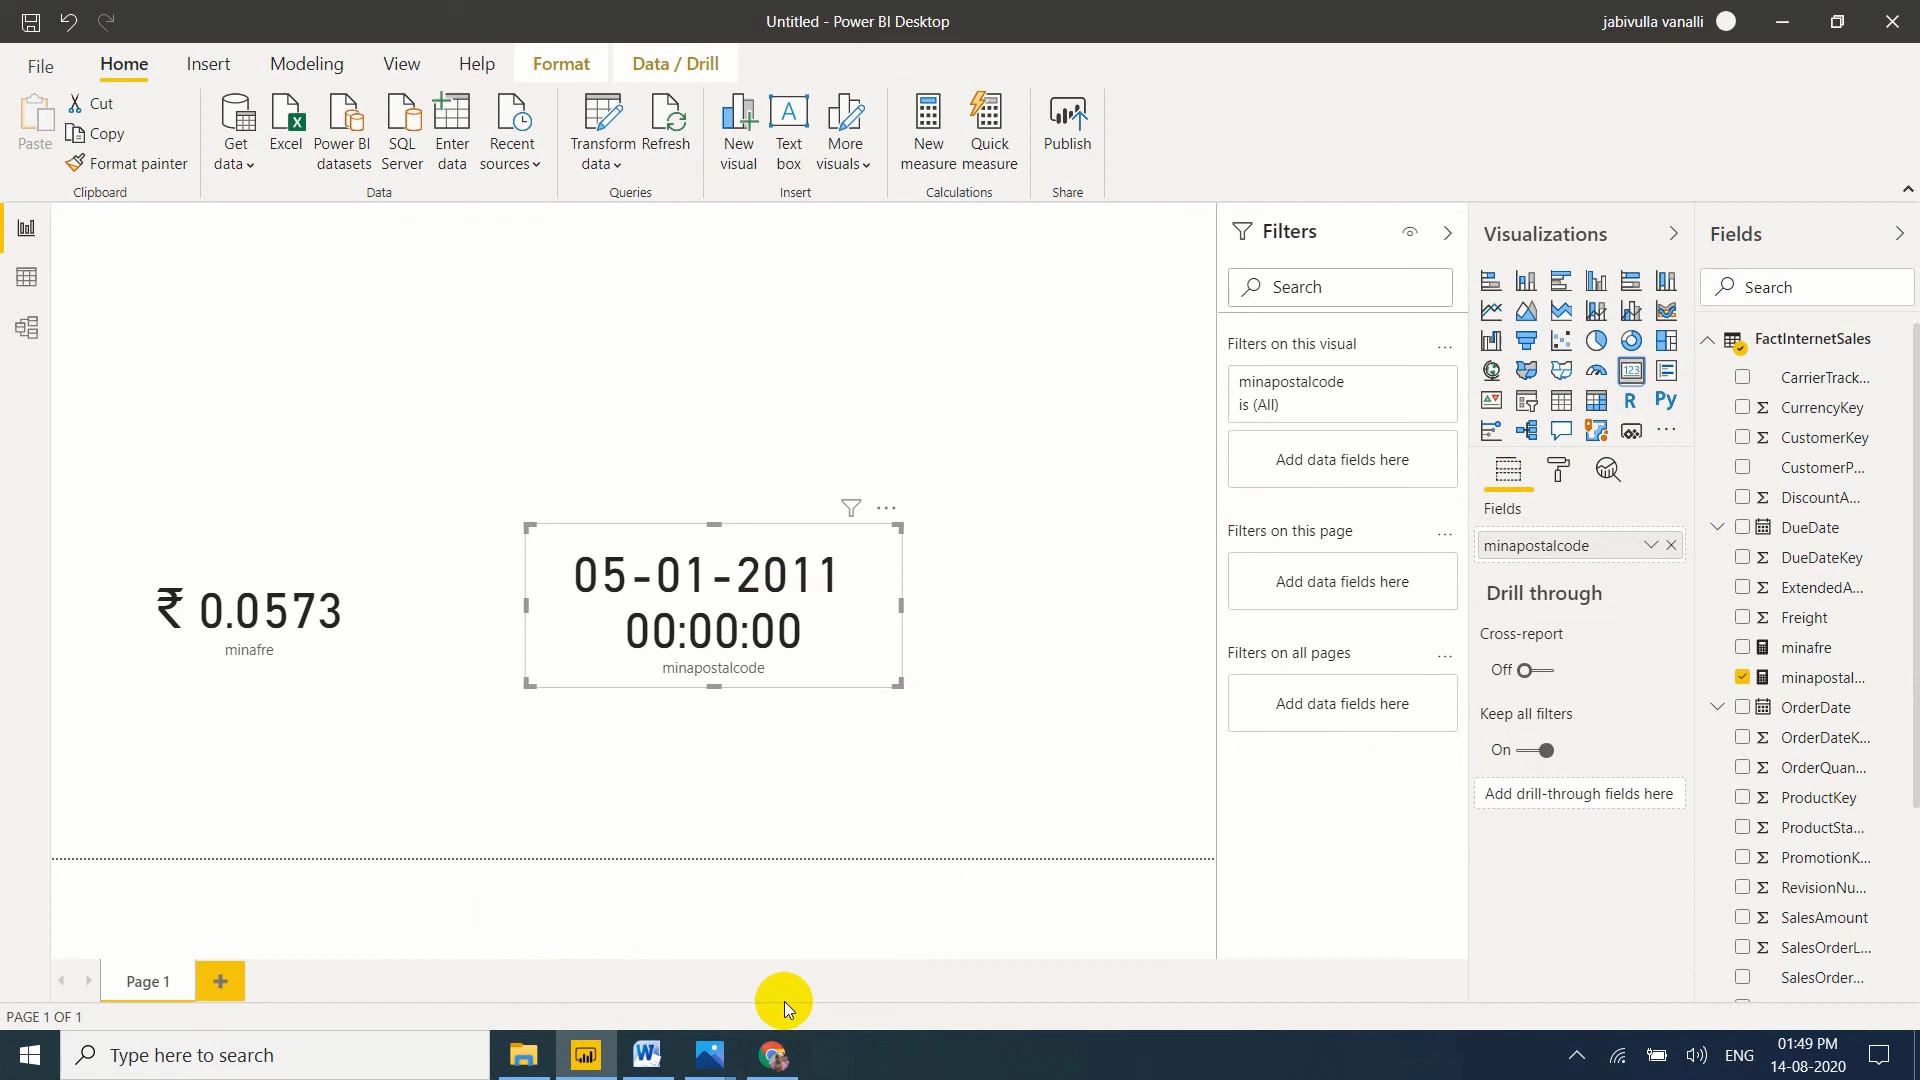 Untitled - Power BI Desktop
jabivulla vanalli
File
Home
Insert
Modeling
View
Help
Format
Data / Drill
Paste
Cut
Copy
Format painter
Clipboard
Get data
Excel
Power BI datasets
SQL Server
Enter data
Recent sources
Data
Transform data
Refresh
Queries
New visual
Text box
More visuals
Insert
New measure
Quick measure
Calculations
Publish
Share
₹ 0.0573
minafre
05-01-2011
00:00:00
minapostalcode
Filters
Search
Filters on this visual
minapostalcode
is (All)
Add data fields here
Filters on this page
Add data fields here
Filters on all pages
Add data fields here
Visualizations
123
R
Py
Fields
minapostalcode
Drill through
Cross-report
Off
Keep all filters
On
Add drill-through fields here
Fields
Search
FactInternetSales
CarrierTrack...
CurrencyKey
CustomerKey
CustomerP...
DiscountA...
DueDate
DueDateKey
ExtendedA...
Freight
minafre
minapostal...
OrderDate
OrderDateK...
OrderQuan...
ProductKey
ProductSta...
PromotionK...
RevisionNu...
SalesAmount
SalesOrderL...
SalesOrder...
Page 1
PAGE 1 OF 1
Type here to search
ENG
01:49 PM
14-08-2020